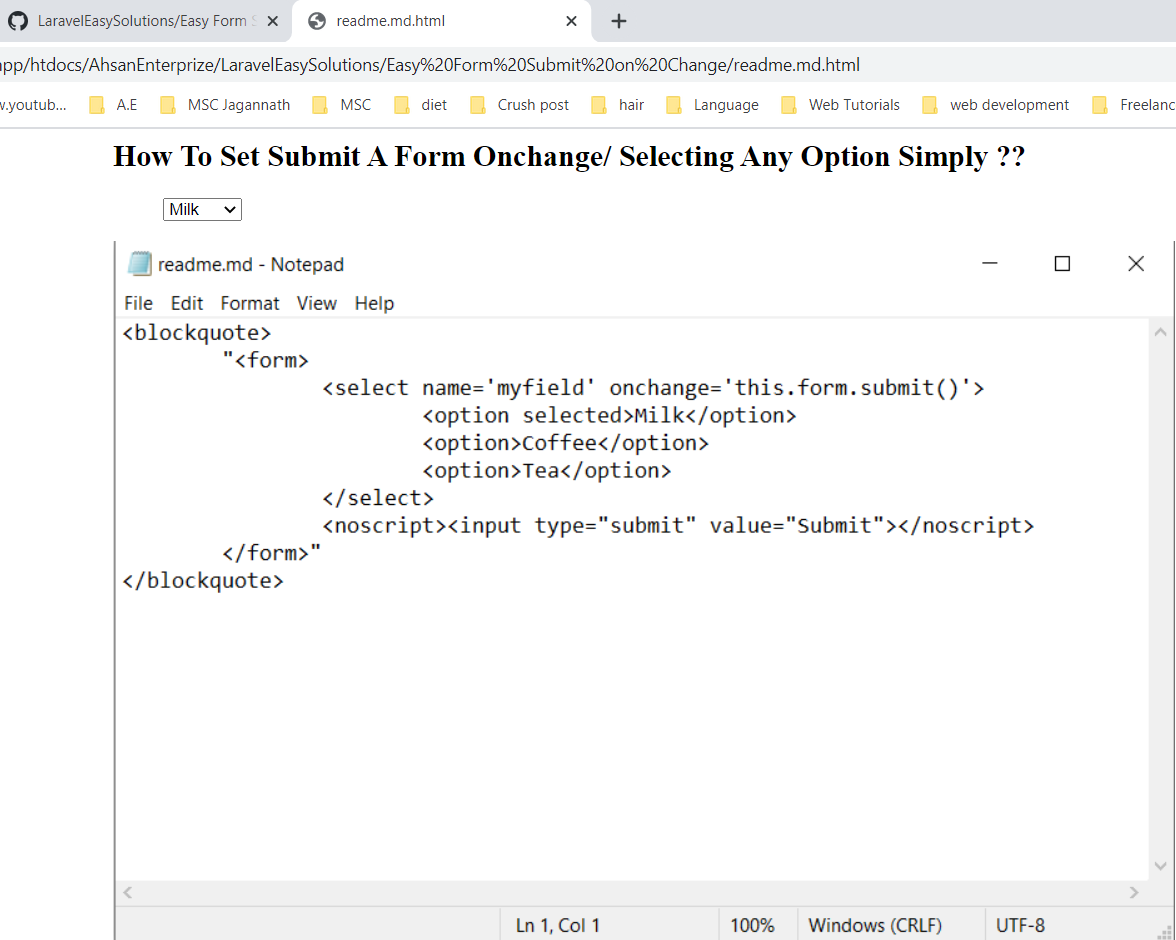 LaravelEasySolutions/Easy Form S
readme.md.html
app/htdocs/AhsanEnterprize/LaravelEasySolutions/Easy%20Form%20Submit%20on%20Change/readme.md.html
w.youtub... A.E MSC Jagannath MSC diet Crush post hair Language Web Tutorials web development Freelanc
How To Set Submit A Form Onchange/ Selecting Any Option Simply ??
Milk
readme.md - Notepad
File Edit Format View Help
<blockquote>
"<form>
<select name='myfield' onchange='this.form.submit()'>
<option selected>Milk</option>
<option>Coffee</option>
<option>Tea</option>
</select>
<noscript><input type="submit" value="Submit"></noscript>
</form>"
</blockquote>
Ln 1, Col 1 100% Windows (CRLF) UTF-8